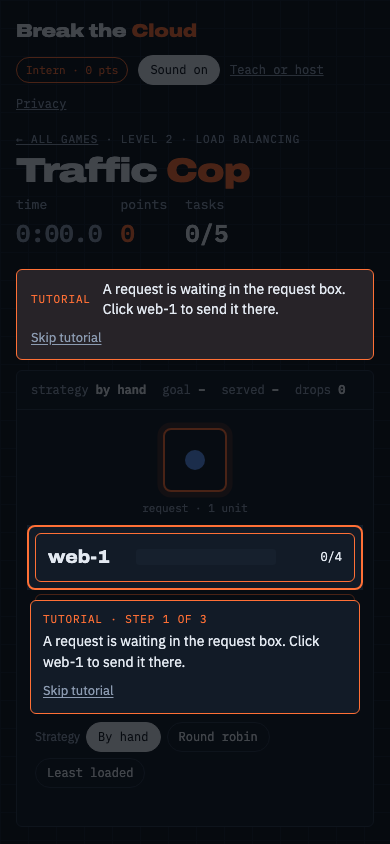 Break the Cloud
Intern · 0 pts
Sound on
Teach or host
Privacy
← ALL GAMES · LEVEL 2 · LOAD BALANCING
Traffic Cop
time points tasks
0:00.0 0 0/5
TUTORIAL
A request is waiting in the request box.
Click web-1 to send it there.
Skip tutorial
strategy by hand goal – served – drops 0
request · 1 unit
web-1 0/4
TUTORIAL · STEP 1 OF 3
A request is waiting in the request box. Click
web-1 to send it there.
Skip tutorial
Strategy By hand Round robin
Least loaded